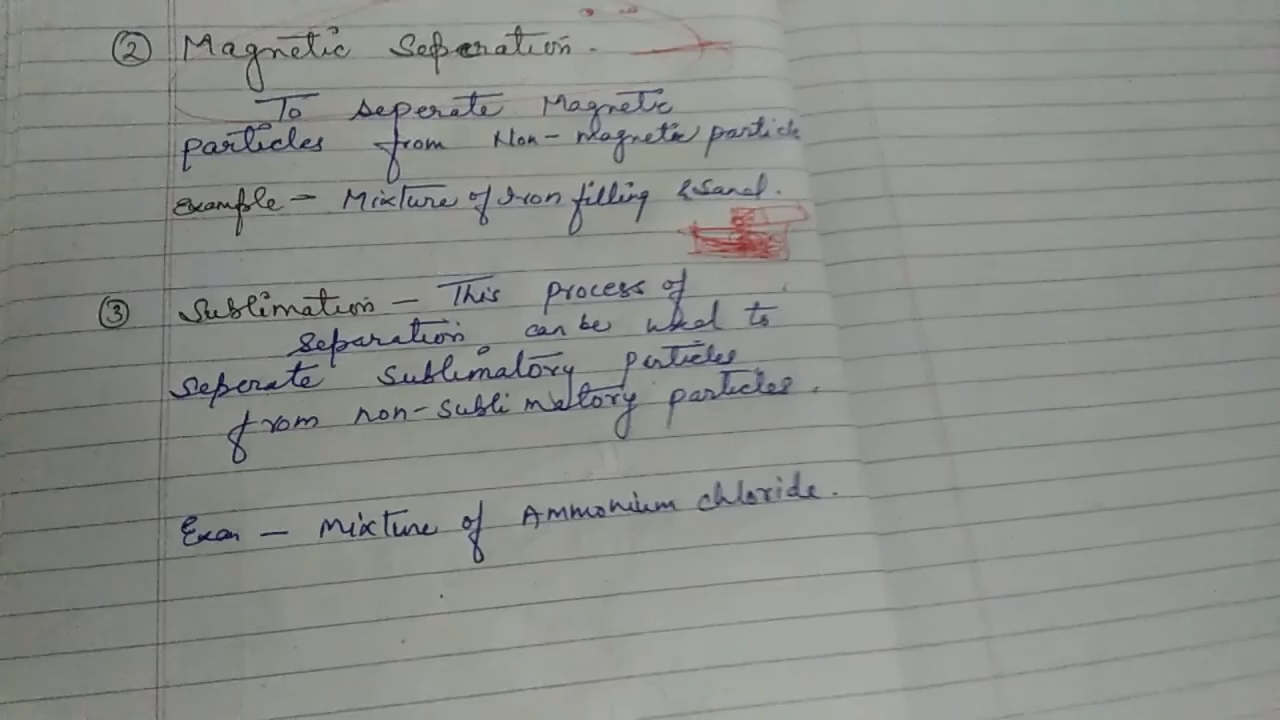 ② Magnetic Seperation.
To seperate Magnetic
particles from Non-magnetic particle
Example - Mixture of Iron filling & Sand.
③ Sublimation - This process of
separation can be used to
seperate sublimatory particles
from non-sublimatory particles.
Exam - Mixture of Ammonium chloride.